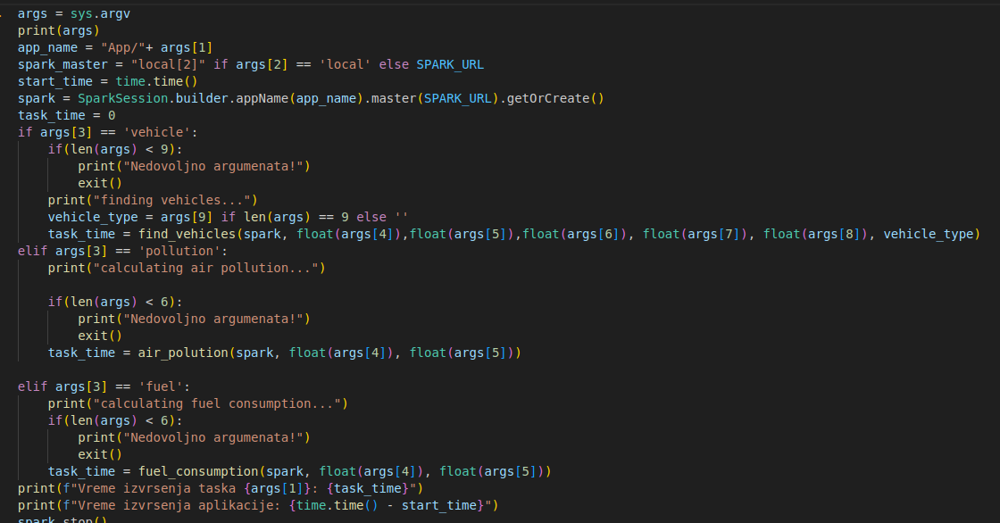 args = sys.argv
print(args)
app_name = "App/"+ args[1]
spark_master = "local[2]" if args[2] == 'local' else SPARK_URL
start_time = time.time()
spark = SparkSession.builder.appName(app_name).master(SPARK_URL).getOrCreate()
task_time = 0
if args[3] == 'vehicle':
    if(len(args) < 9):
        print("Nedovoljno argumenata!")
        exit()
    print("finding vehicles...")
    vehicle_type = args[9] if len(args) == 9 else ''
    task_time = find_vehicles(spark, float(args[4]),float(args[5]),float(args[6]), float(args[7]), float(args[8]), vehicle_type)
elif args[3] == 'pollution':
    print("calculating air pollution...")

    if(len(args) < 6):
        print("Nedovoljno argumenata!")
        exit()
    task_time = air_polution(spark, float(args[4]), float(args[5]))

elif args[3] == 'fuel':
    print("calculating fuel consumption...")
    if(len(args) < 6):
        print("Nedovoljno argumenata!")
        exit()
    task_time = fuel_consumption(spark, float(args[4]), float(args[5]))
print(f"Vreme izvrsenja taska {args[1]}: {task_time}")
print(f"Vreme izvrsenja aplikacije: {time.time() - start_time}")
spark.stop()